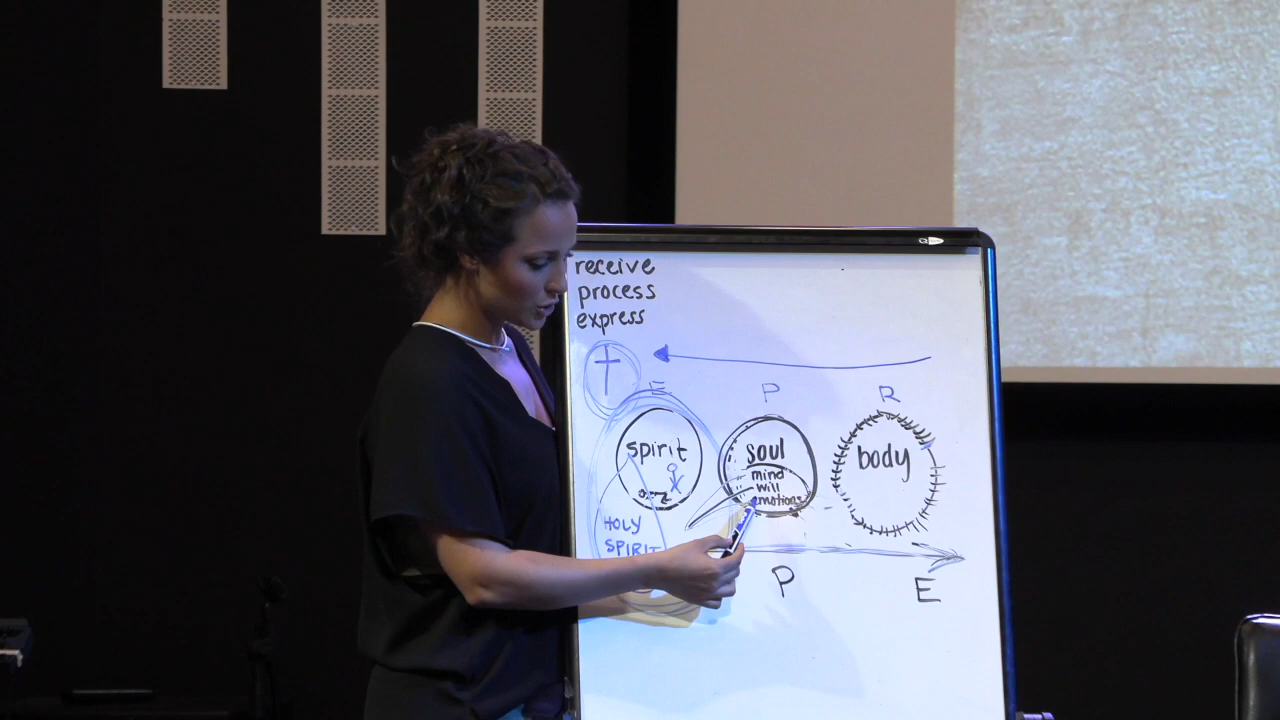 receive
process
express
E P R
spirit
soul
mind
will
emotions
body
HOLY
SPIRIT
P E